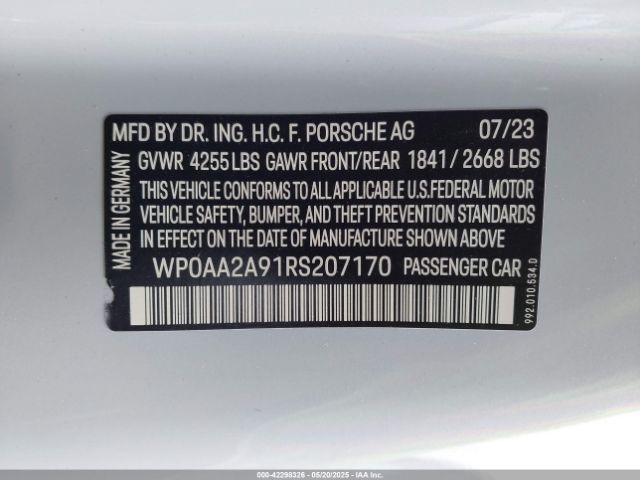 MFD BY DR. ING. H.C. F. PORSCHE AG 07/23
GVWR 4255 LBS GAWR FRONT/REAR 1841 / 2668 LBS
THIS VEHICLE CONFORMS TO ALL APPLICABLE U.S. FEDERAL MOTOR
VEHICLE SAFETY, BUMPER, AND THEFT PREVENTION STANDARDS
IN EFFECT ON THE DATE OF MANUFACTURE SHOWN ABOVE
WP0AA2A91RS207170 PASSENGER CAR
MADE IN GERMANY
992.010.534.D
000-42298326 - 05/20/2025 - IAA Inc.